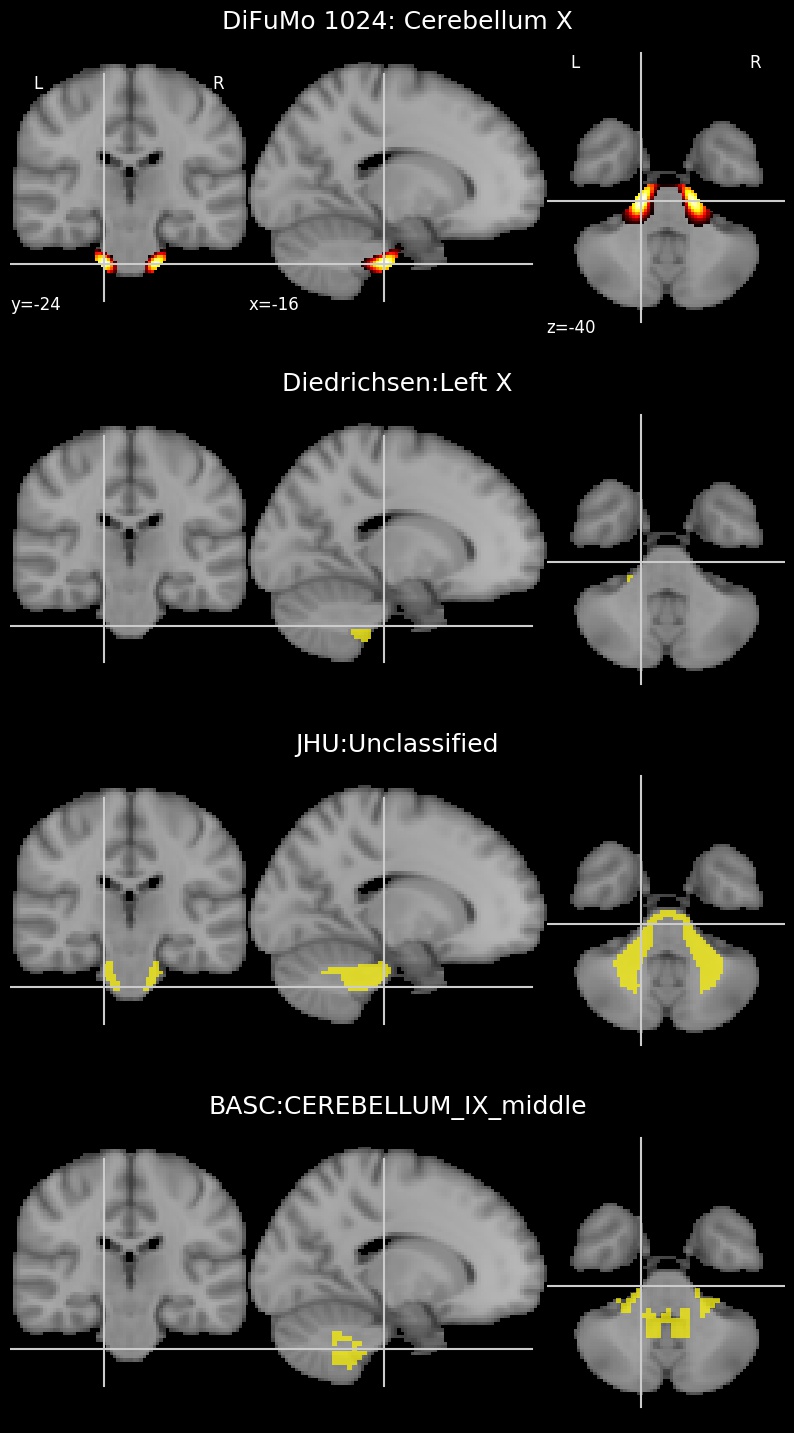 DiFuMo 1024: Cerebellum X
L R L R
y=-24 x=-16 z=-40
Diedrichsen:Left X
JHU:Unclassified
BASC:CEREBELLUM_IX_middle